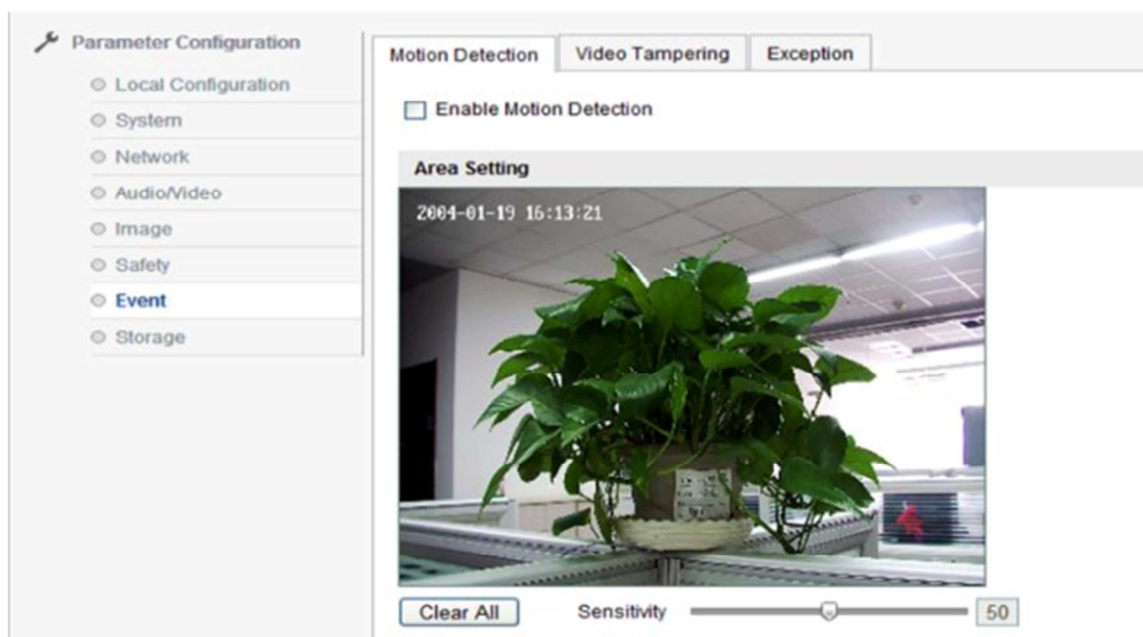 Parameter Configuration
Local Configuration
System
Network
Audio/Video
Image
Safety
Event
Storage
Motion Detection
Video Tampering
Exception
Enable Motion Detection
Area Setting
2004-01-19 16:13:21
Clear All
Sensitivity
50